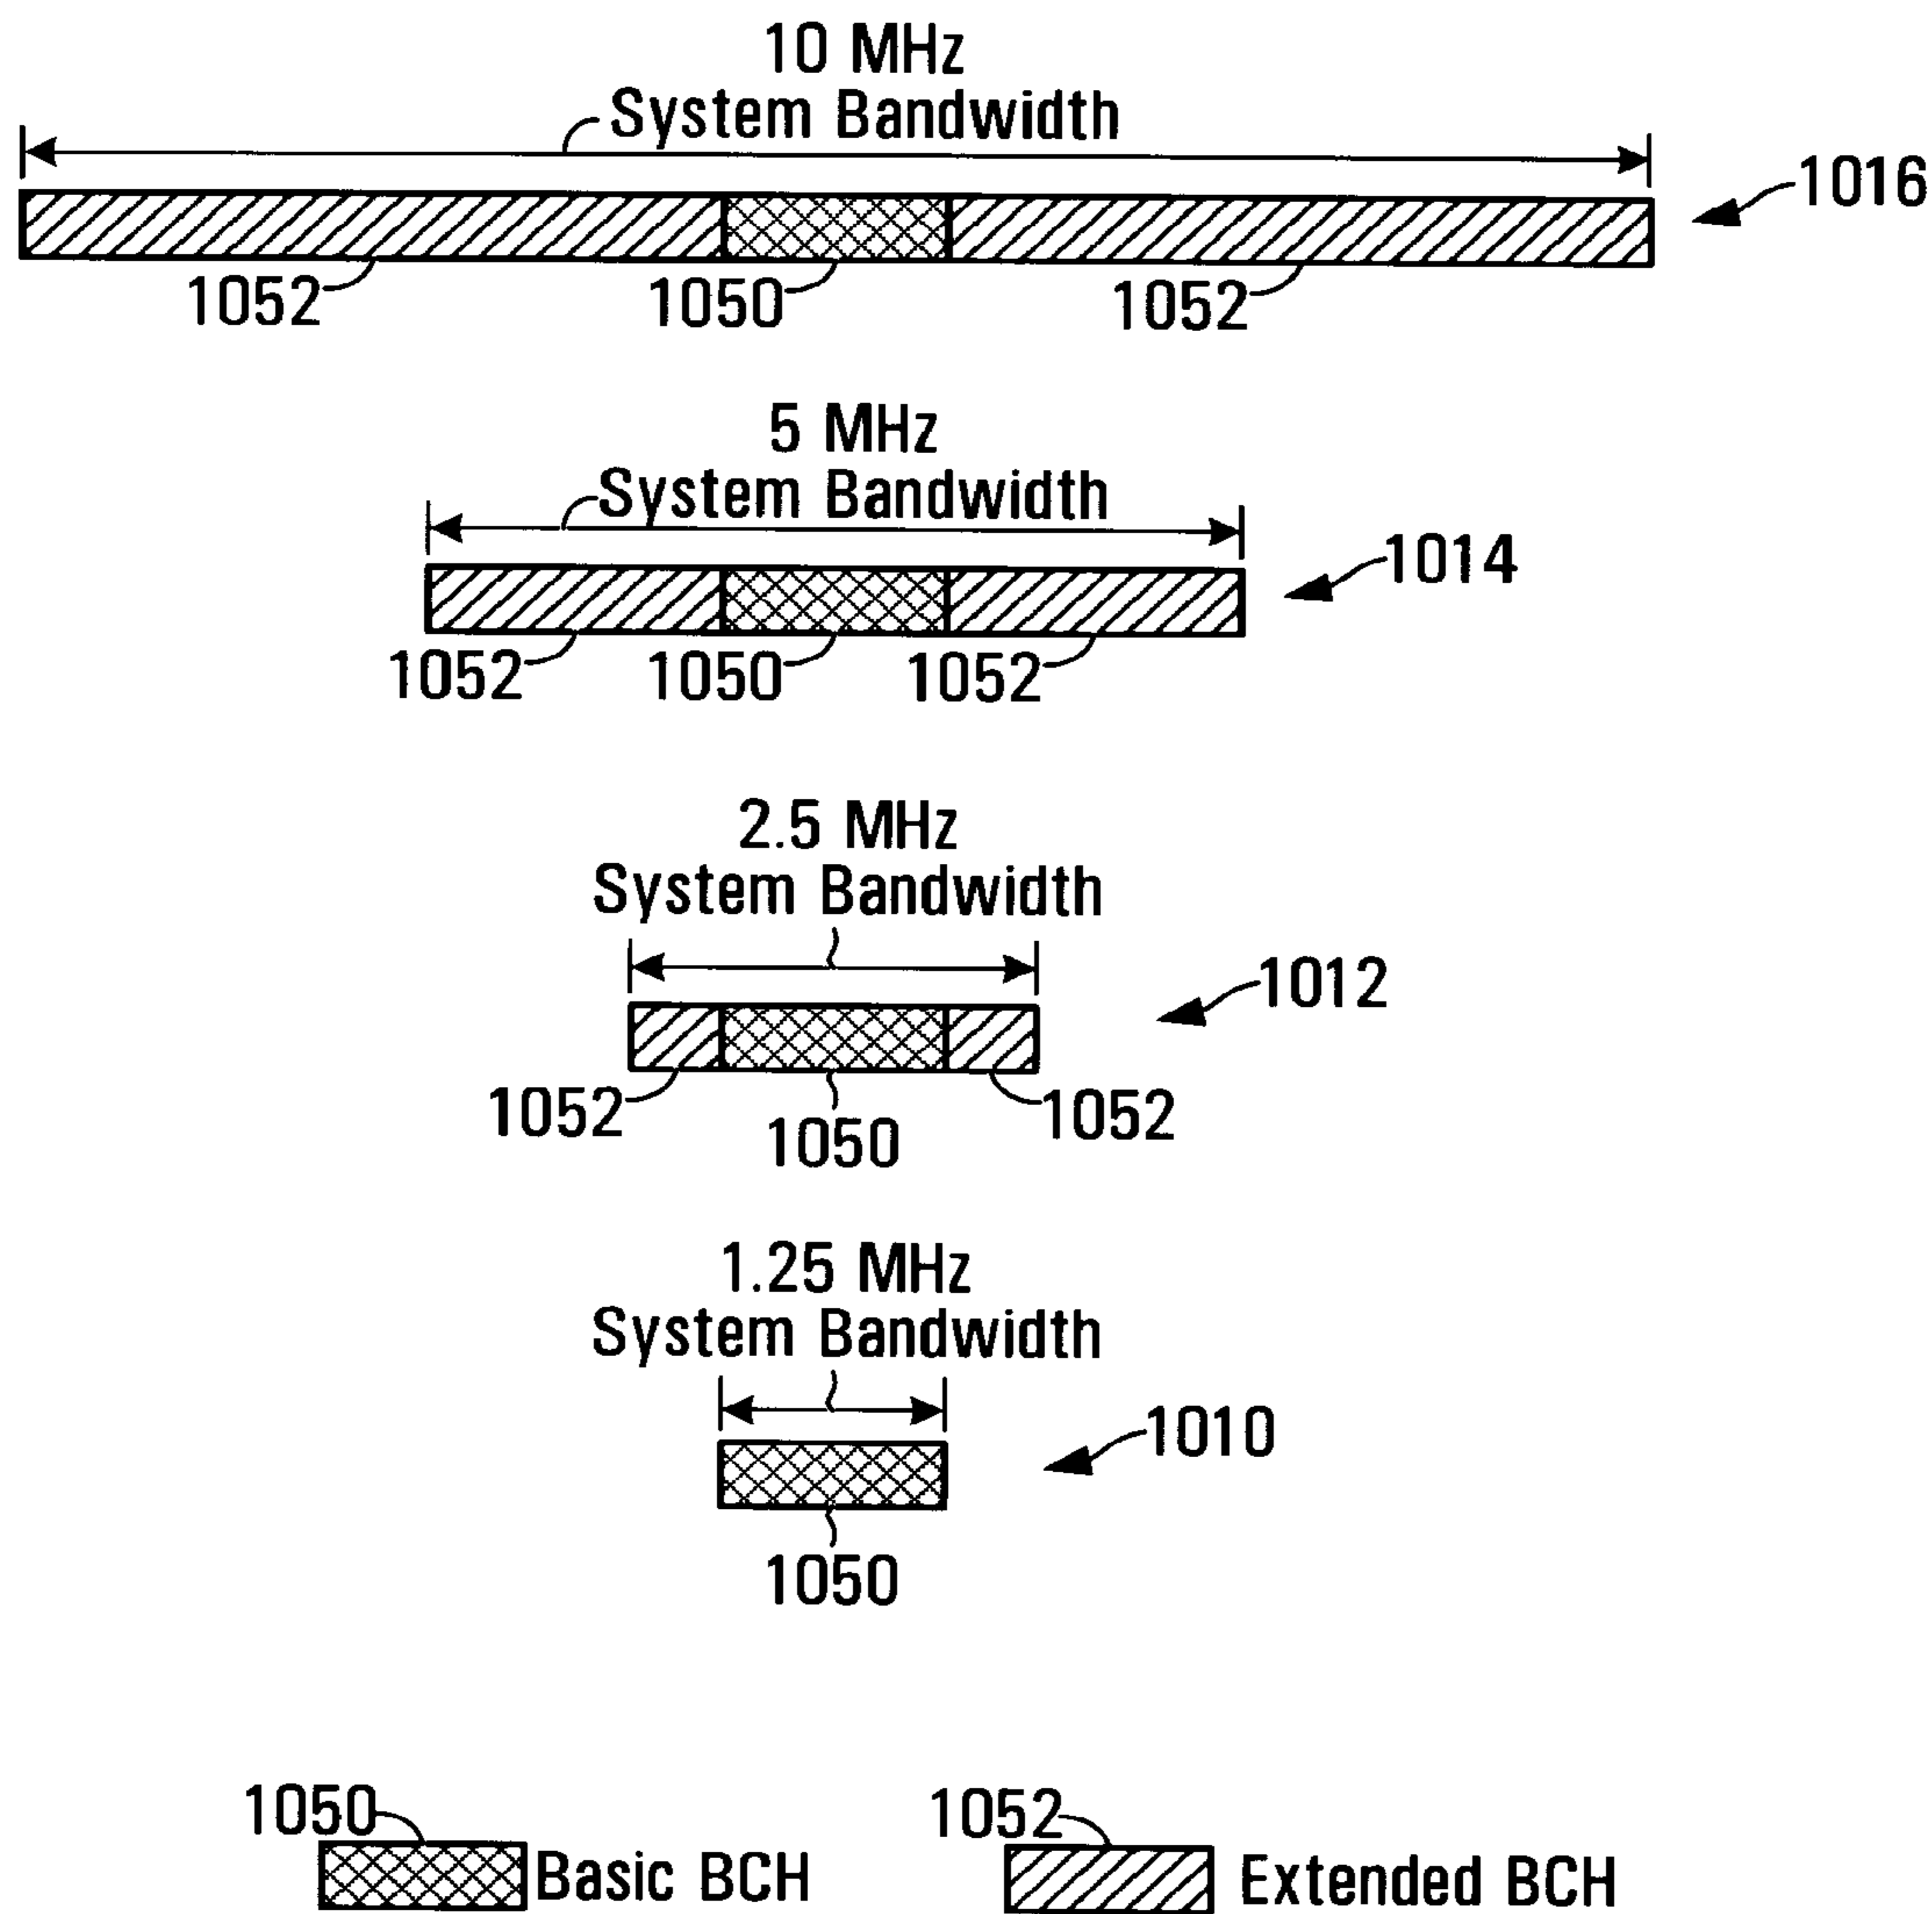 10 MHz
System Bandwidth
1016
1052 1050 1052
5 MHz
System Bandwidth
1014
1052 1050 1052
2.5 MHz
System Bandwidth
1012
1052 1050 1052
1.25 MHz
System Bandwidth
1010
1050
1050 1052
Basic BCH Extended BCH